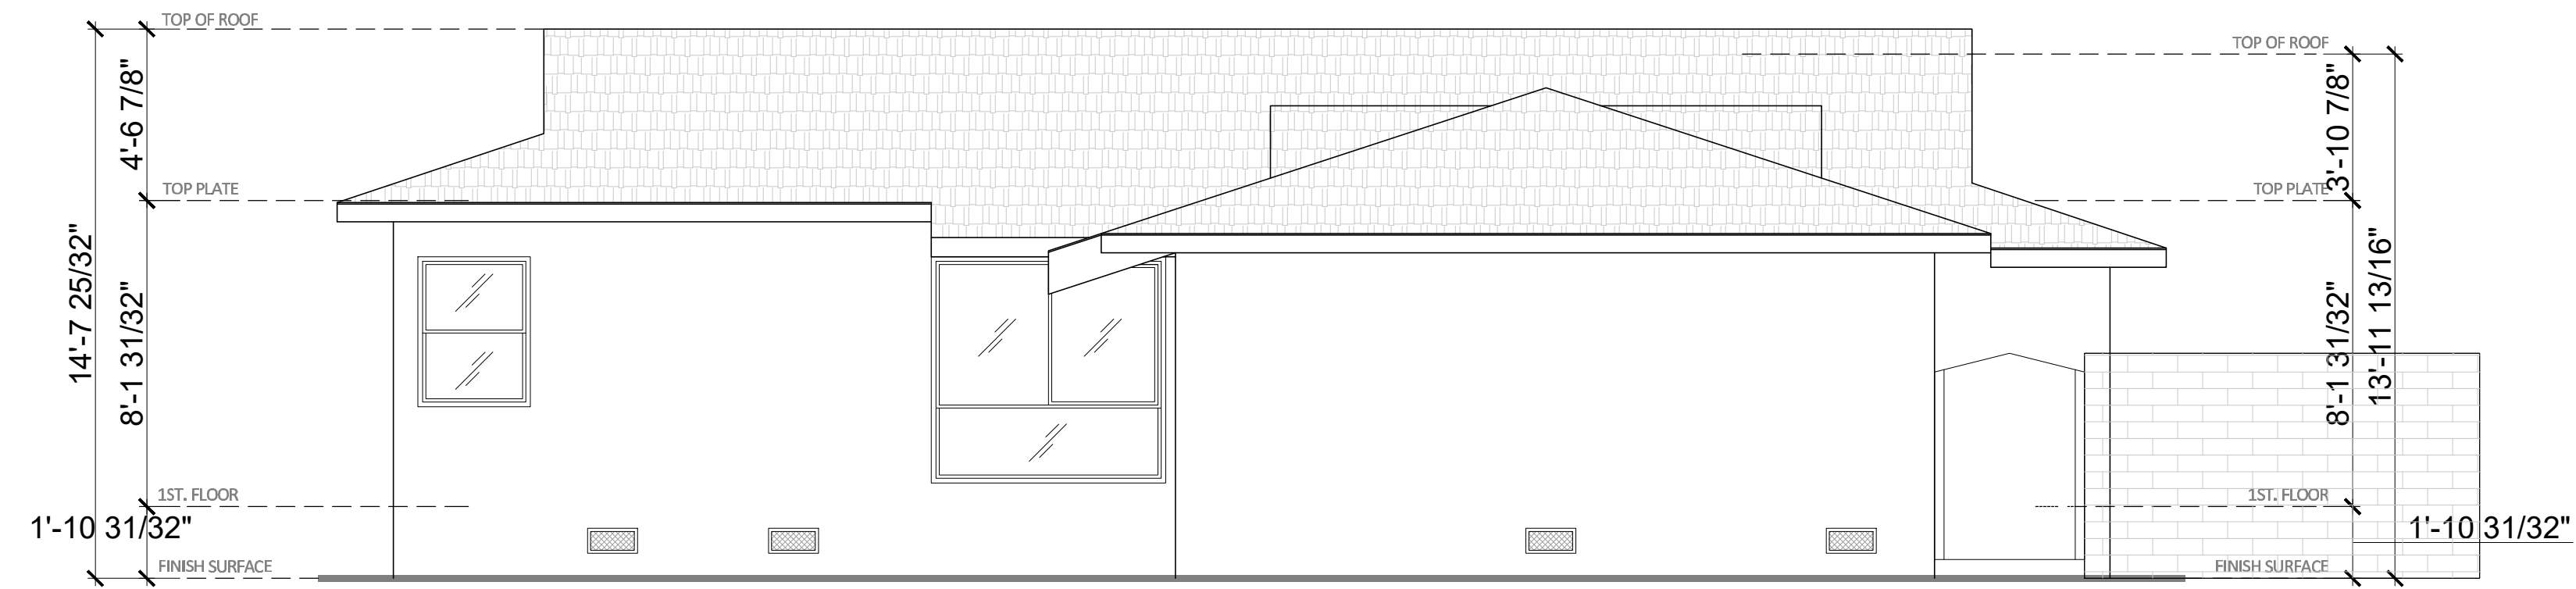 TOP OF ROOF
TOP OF ROOF
4'-6 7/8"
3'-10 7/8"
TOP PLATE
TOP PLATE
14'-7 25/32"
8'-1 31/32"
8'-1 31/32"
13'-11 13/16"
1ST. FLOOR
1ST. FLOOR
1'-10 31/32"
1'-10 31/32"
FINISH SURFACE
FINISH SURFACE